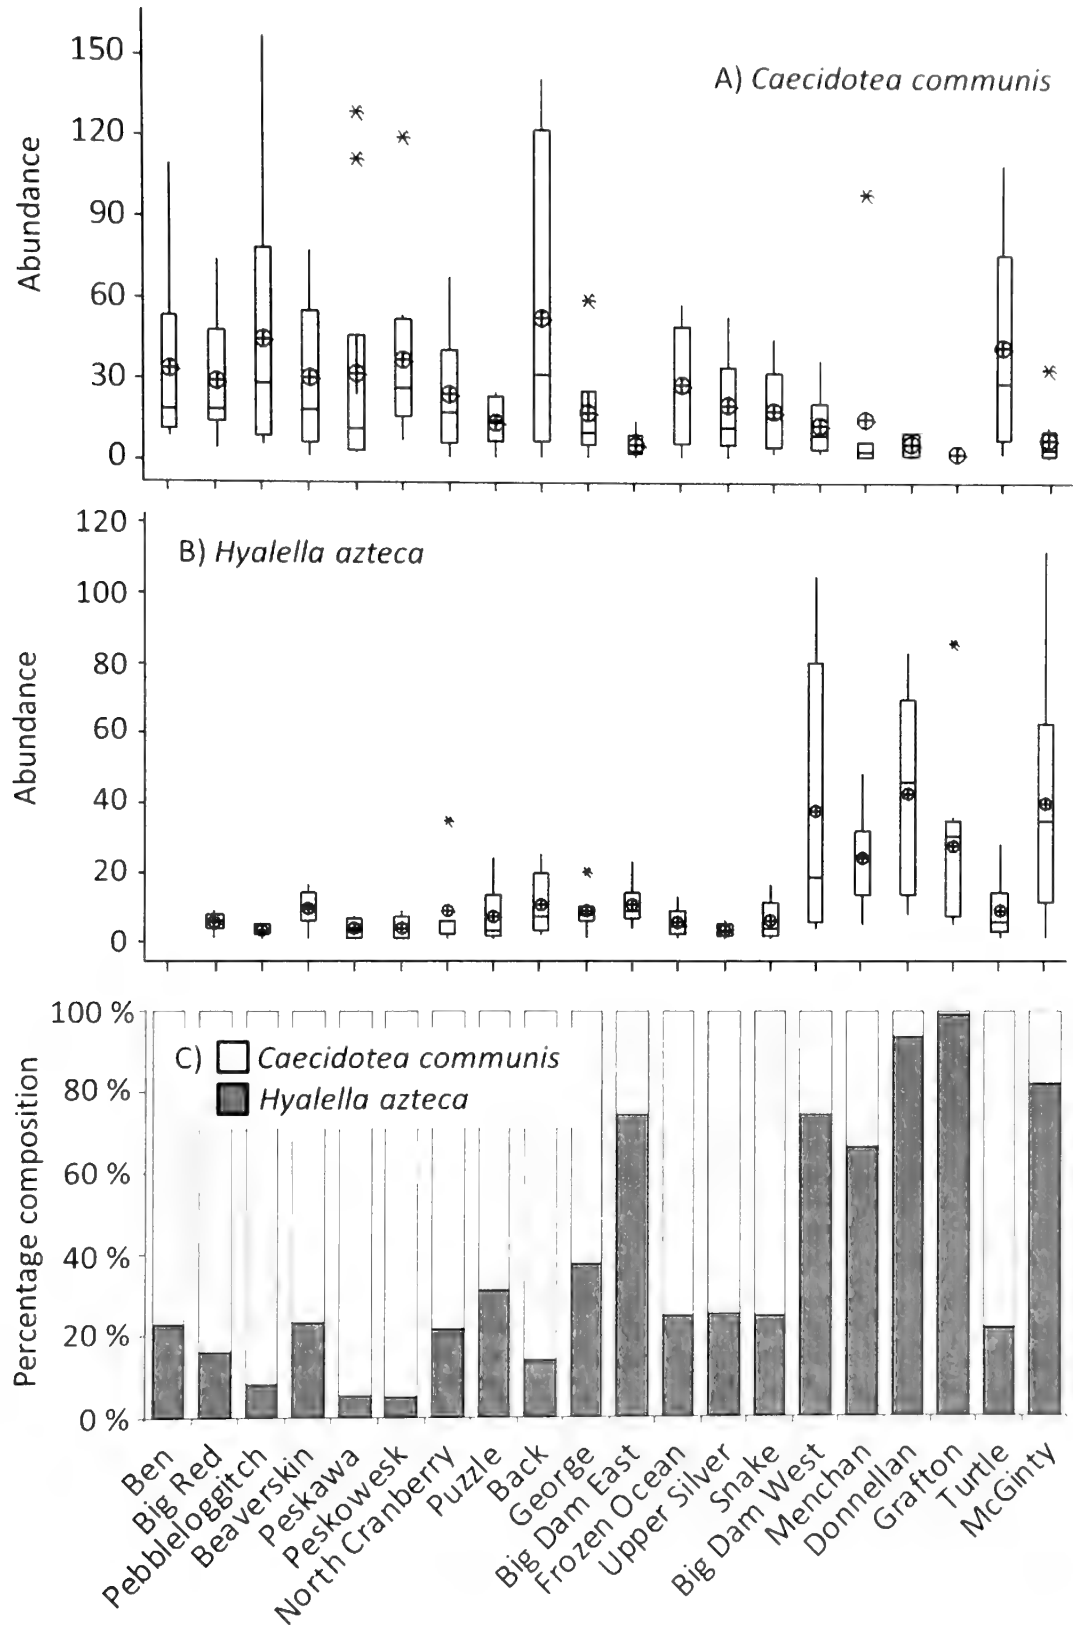 A) Caecidotea communis
Abundance
150
120
90
60
30
0
B) Hyalella azteca
Abundance
120
100
80
60
40
20
0
C) Caecidotea communis
Hyalella azteca
Percentage composition
100 %
80 %
60 %
40 %
20 %
0 %
Ben
Big Red
Pebbleloggitch
Beaverskin
Peskawa
Peskowesk
North Cranberry
Puzzle
Back
George
Big Dam East
Frozen Ocean
Upper Silver
Snake
Big Dam West
Menchan
Donnellan
Grafton
Turtle
McGinty